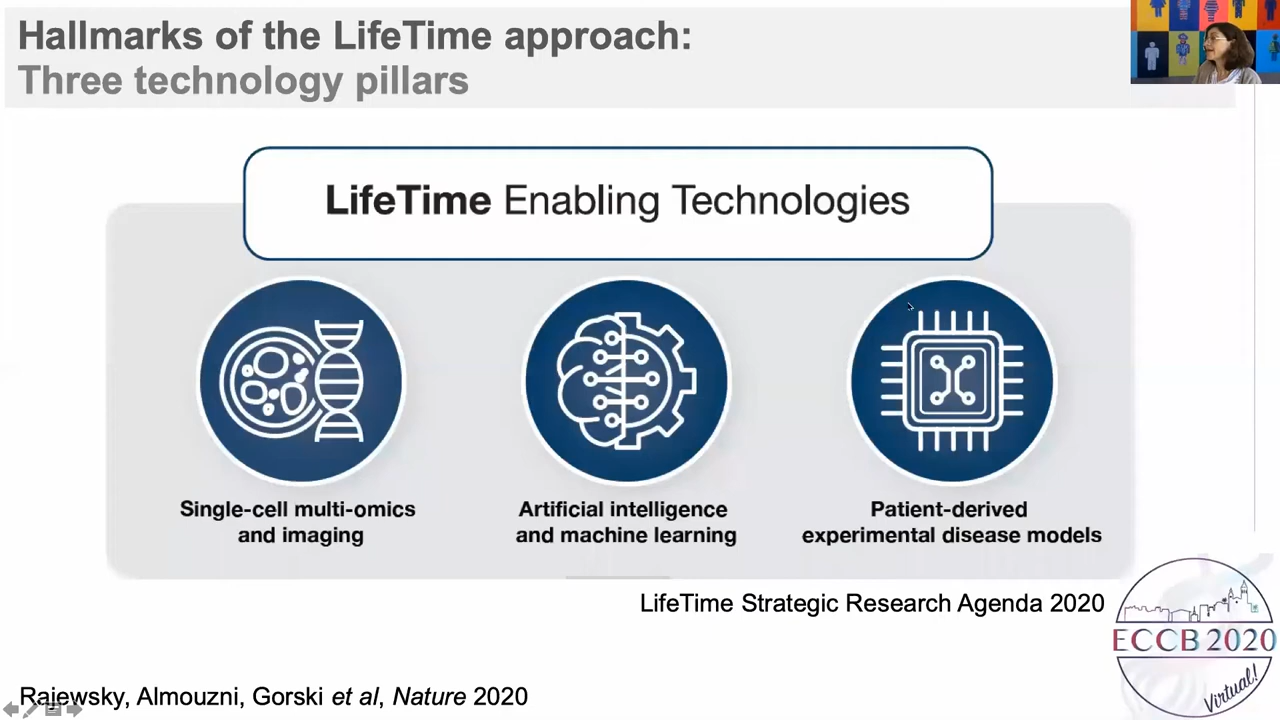 Hallmarks of the LifeTime approach:
Three technology pillars
LifeTime Enabling Technologies
Single-cell multi-omics
and imaging
Artificial intelligence
and machine learning
Patient-derived
experimental disease models
LifeTime Strategic Research Agenda 2020
ECCB 2020
Virtual!
Rajewsky, Almouzni, Gorski et al, Nature 2020